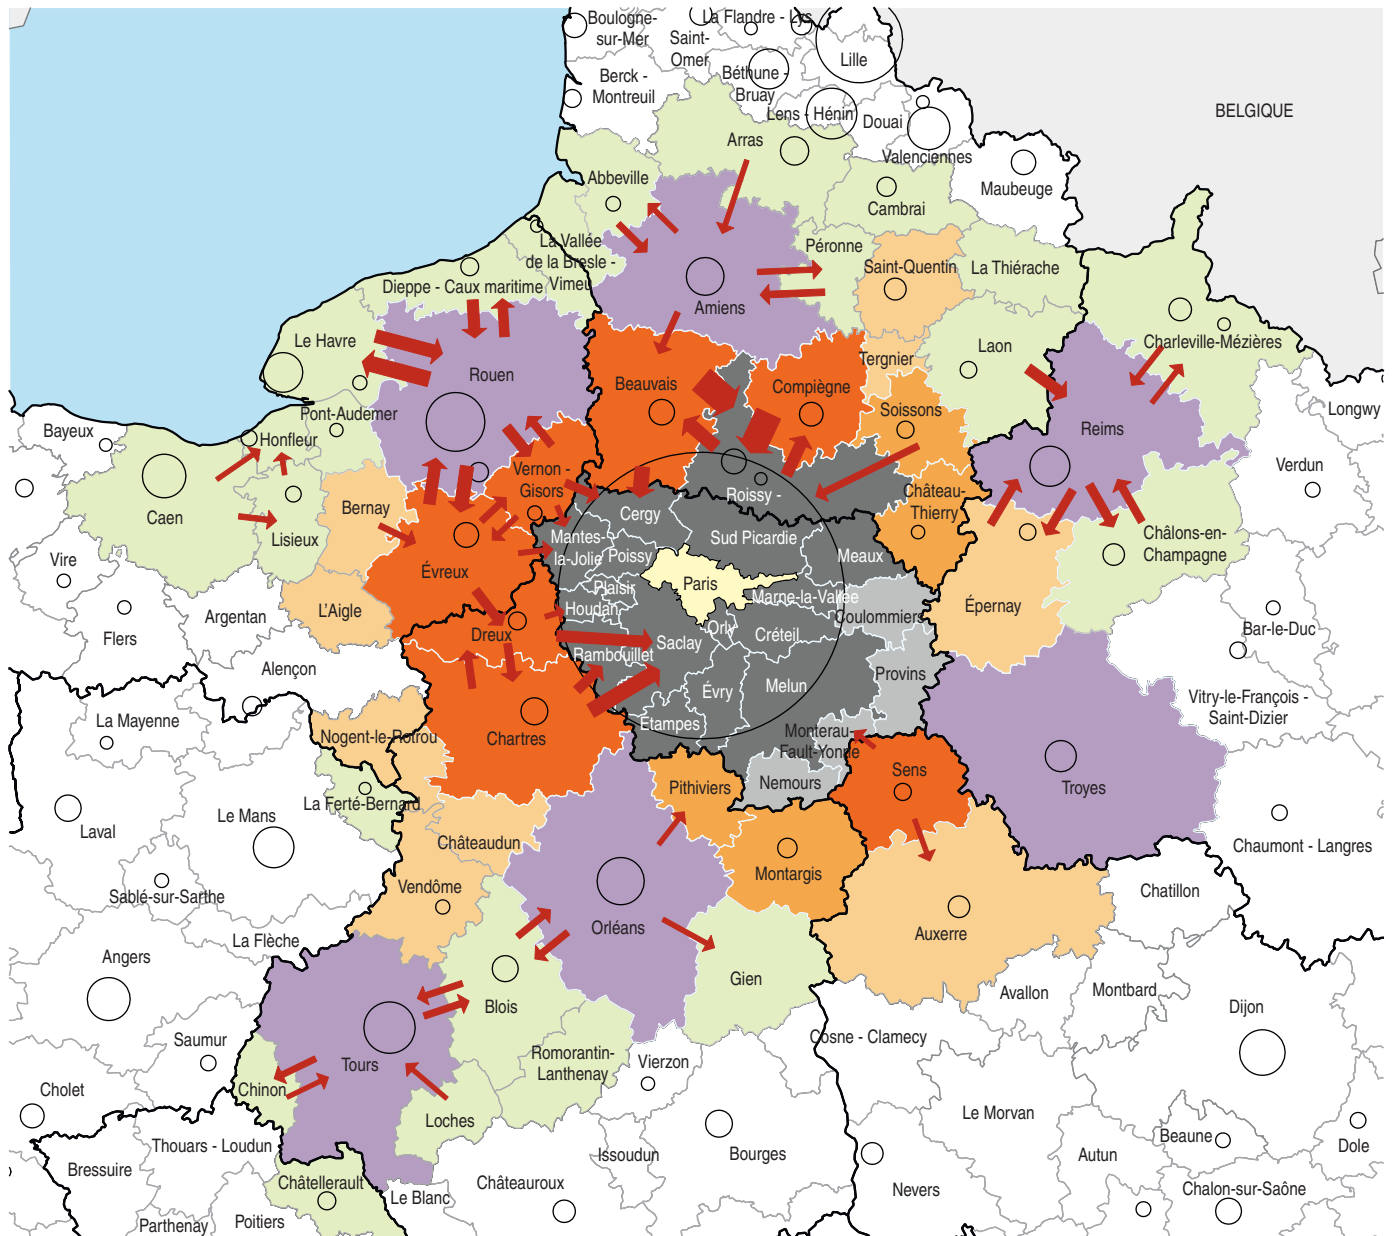 Boulogne-
sur-Mer
La Flandre - Lys
Saint-
Omer
Lille
Berck -
Montreuil
Béthune -
Bruay
Lens - Hénin
Douai
BELGIQUE
Arras
Valenciennes
Maubeuge
Abbeville
Cambrai
La Vallée
de la Bresle -
Vimeu
Péronne
Saint-Quentin
La Thiérache
Dieppe - Caux maritime
Amiens
Le Havre
Charleville-Mézières
Laon
Tergnier
Rouen
Beauvais
Compiègne
Soissons
Longwy
Pont-Audemer
Honfleur
Bayeux
Reims
Verdun
Vernon -
Gisors
Roissy -
Sud Picardie
Château-
Thierry
Caen
Bernay
Lisieux
Cergy
Mantes-
la-Jolie
Poissy
Meaux
Châlons-en-
Champagne
Vire
Évreux
Plaisir
Paris
Marne-la-Vallée
Houdan
Coulommiers
Épernay
L'Aigle
Argentan
Flers
Dreux
Orly
Créteil
Saclay
Rambouillet
Bar-le-Duc
Alençon
Provins
Évry
Melun
Vitry-le-François -
Saint-Dizier
La Mayenne
Etampes
Nogent-le-Rotrou
Chartres
Monterau-
Fault-Yonne
Sens
Nemours
Pithiviers
Troyes
La Ferté-Bernard
Le Mans
Laval
Châteaudun
Chaumont - Langres
Montargis
Vendôme
Sablé-sur-Sarthe
Chatillon
Orléans
Auxerre
La Flèche
Angers
Gien
Blois
Avallon
Montbard
Dijon
Saumur
Cosne - Clamecy
Tours
Romorantin-
Lanthenay
Vierzon
Cholet
Chinon
Loches
Le Morvan
Thouars - Loudun
Beaune
Bressuire
Issoudun
Bourges
Autun
Dole
Châtellerault
Le Blanc
Châteauroux
Nevers
Chalon-sur-Saône
Parthenay
Poitiers